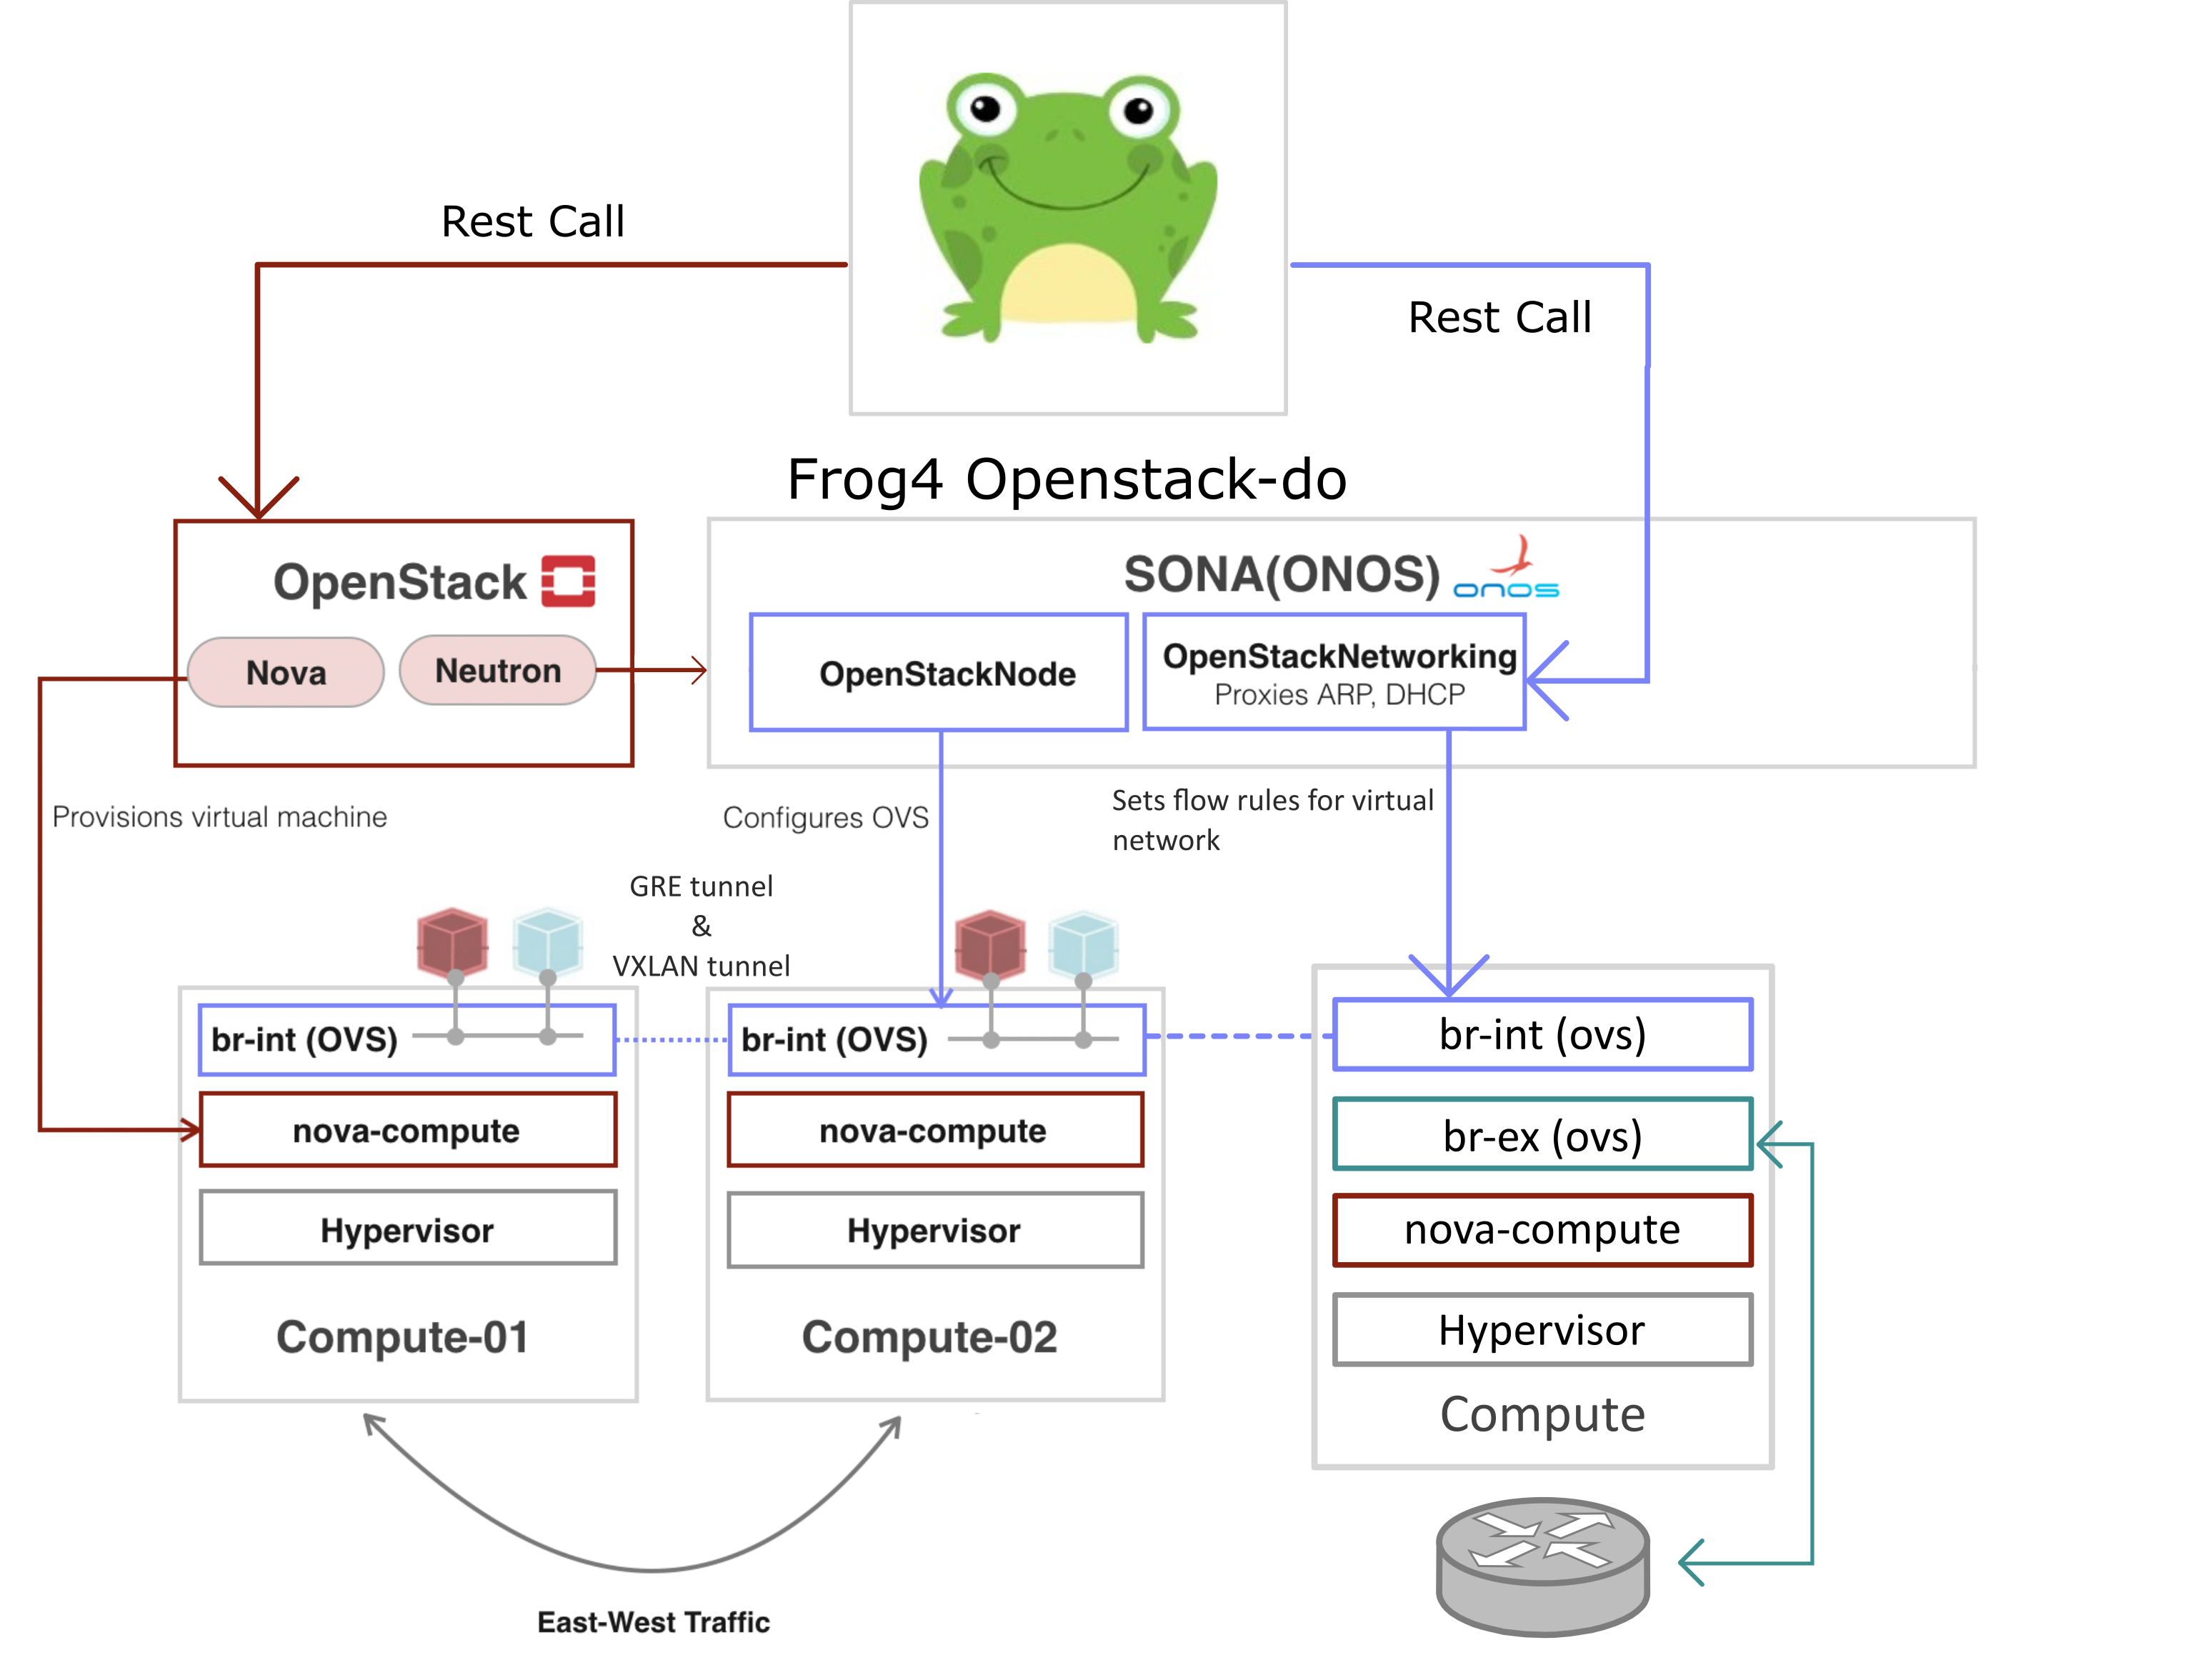 Rest Call
Rest Call
Frog4 Openstack-do
OpenStack
Nova
Neutron
SONA(ONOS)
onos
OpenStackNode
OpenStackNetworking
Proxies ARP, DHCP
Provisions virtual machine
Configures OVS
Sets flow rules for virtual
network
GRE tunnel
&
VXLAN tunnel
br-int (OVS)
nova-compute
Hypervisor
Compute-01
br-int (OVS)
nova-compute
Hypervisor
Compute-02
br-int (ovs)
br-ex (ovs)
nova-compute
Hypervisor
Compute
East-West Traffic